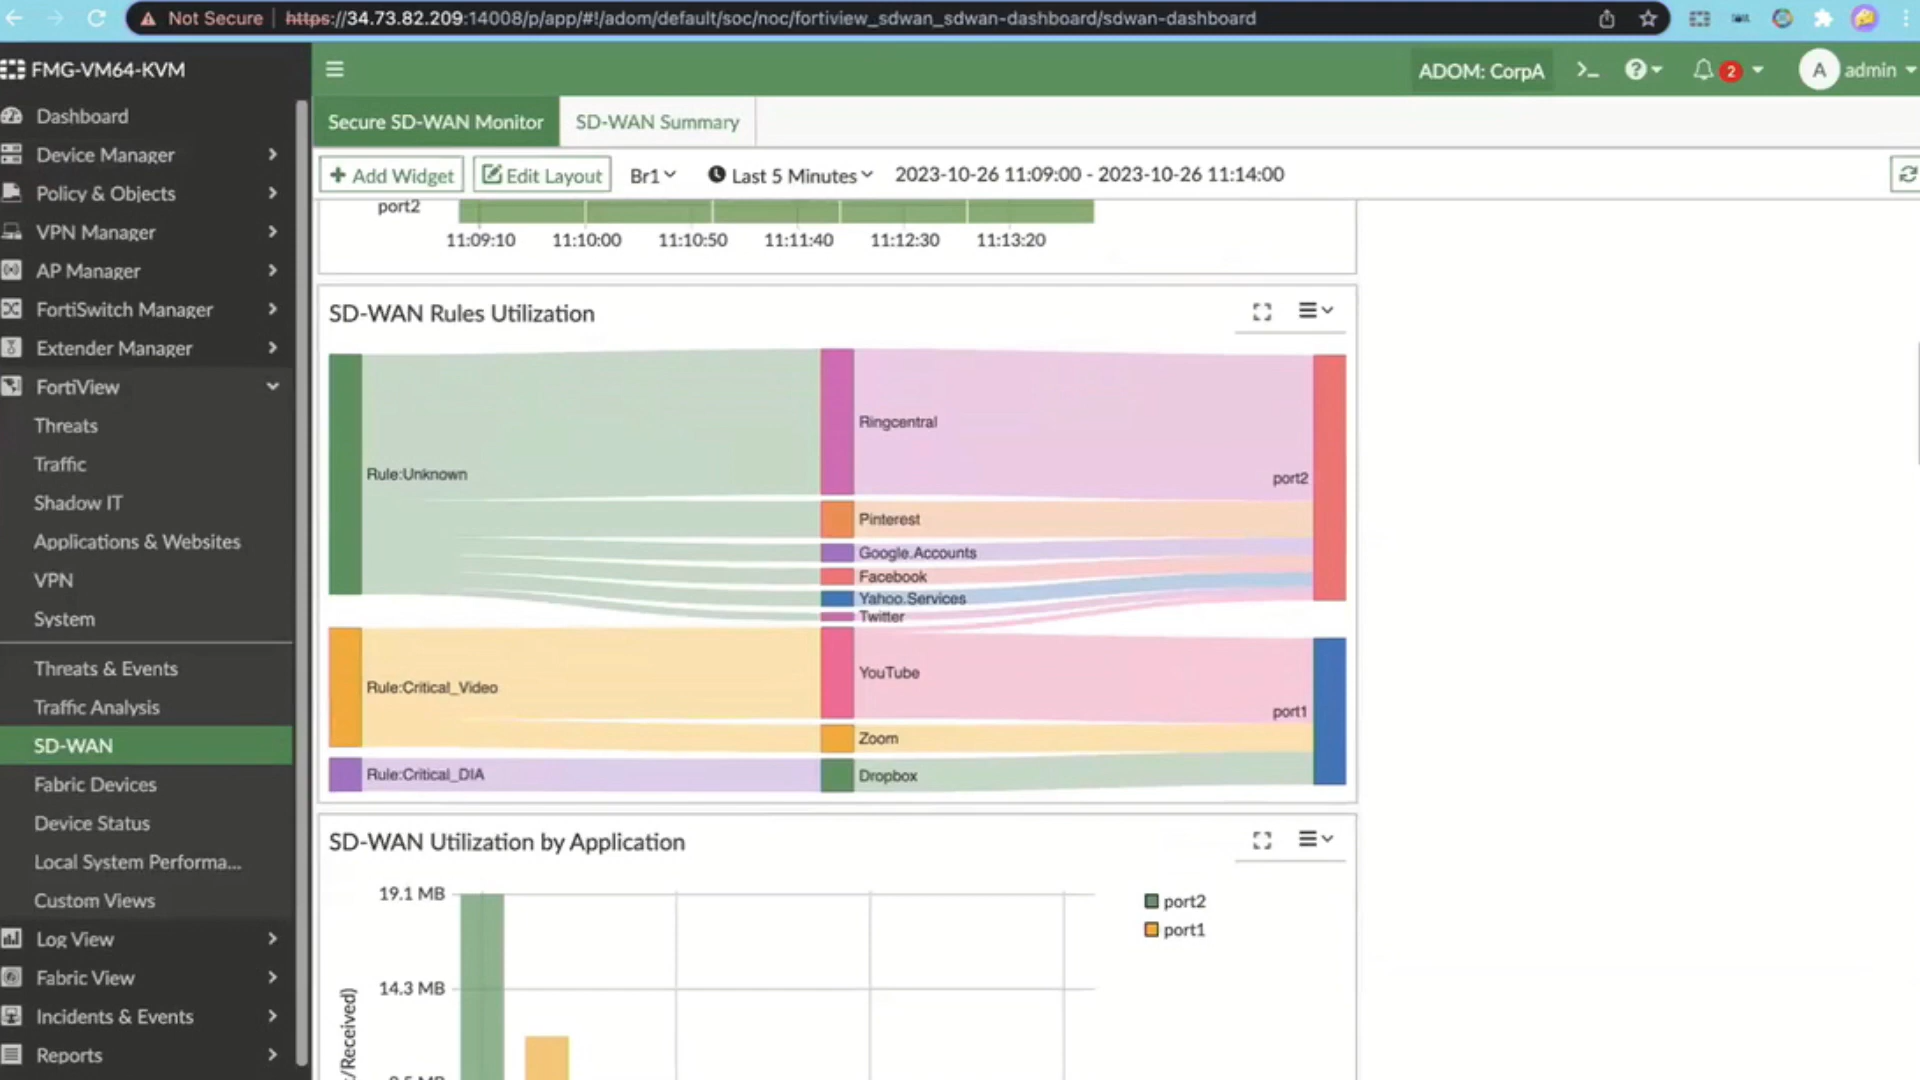 Not Secure
https://34.73.82.209:14008/p/app/#!/adom/default/soc/noc/fortiview_sdwan_sdwan-dashboard/sdwan-dashboard
FMG-VM64-KVM
ADOM: CorpA
2
A
admin
Dashboard
Device Manager
Policy & Objects
VPN Manager
AP Manager
FortiSwitch Manager
Extender Manager
FortiView
Threats
Traffic
Shadow IT
Applications & Websites
VPN
System
Threats & Events
Traffic Analysis
SD-WAN
Fabric Devices
Device Status
Local System Performa...
Custom Views
Log View
Fabric View
Incidents & Events
Reports
Secure SD-WAN Monitor
SD-WAN Summary
+ Add Widget
Edit Layout
Br1
Last 5 Minutes
2023-10-26 11:09:00 - 2023-10-26 11:14:00
port2
11:09:10 11:10:00 11:10:50 11:11:40 11:12:30 11:13:20
SD-WAN Rules Utilization
Rule:Unknown
Ringcentral
port2
Pinterest
Google.Accounts
Facebook
Yahoo.Services
Twitter
Rule:Critical_Video
YouTube
port1
Zoom
Rule:Critical_DIA
Dropbox
SD-WAN Utilization by Application
19.1 MB
port2
port1
14.3 MB
/Received)